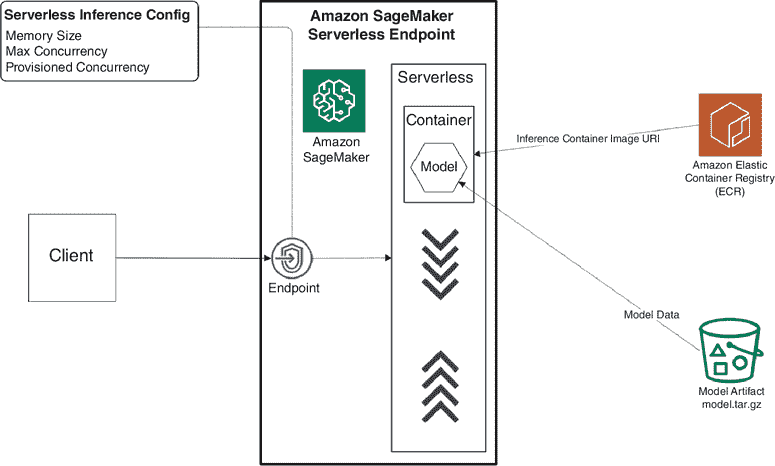 Serverless Inference Config
Memory Size
Max Concurrency
Provisioned Concurrency
Amazon SageMaker
Serverless Endpoint
Amazon
SageMaker
Serverless
Container
Model
Inference Container Image URI
Amazon Elastic
Container Registry
(ECR)
Client
Endpoint
Model Data
Model Artifact
model.tar.gz